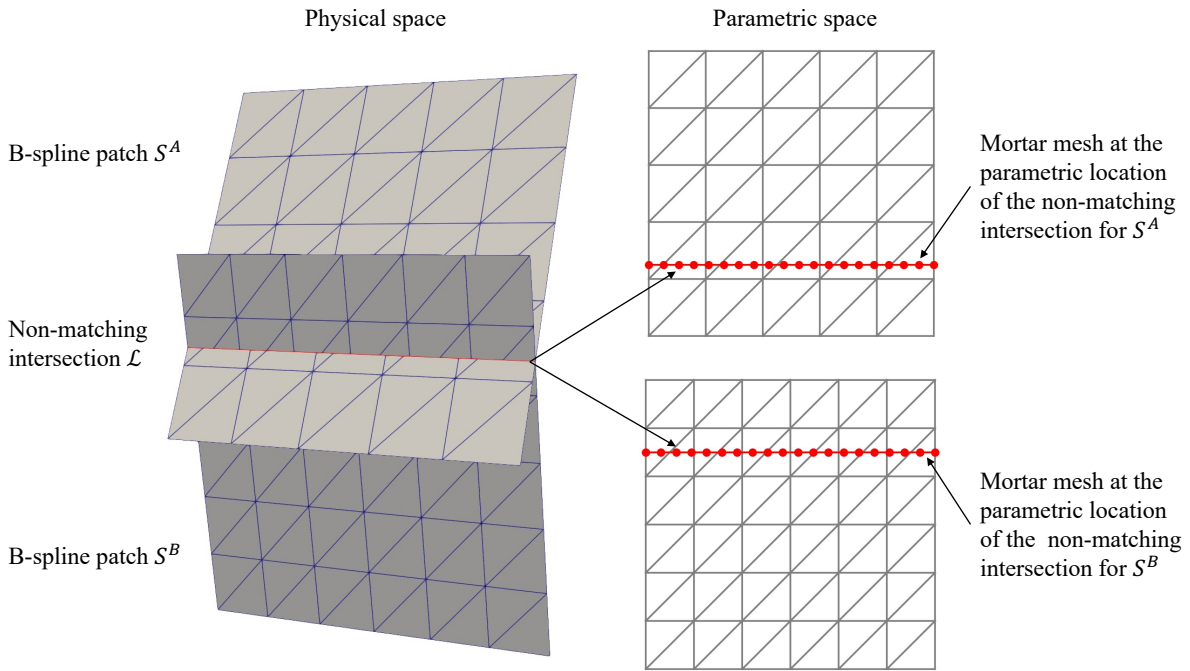 Physical space
Parametric space
B-spline patch S^A
Mortar mesh at the
parametric location
of the non-matching
intersection for S^A
Non-matching
intersection ℒ
B-spline patch S^B
Mortar mesh at the
parametric location
of the non-matching
intersection for S^B